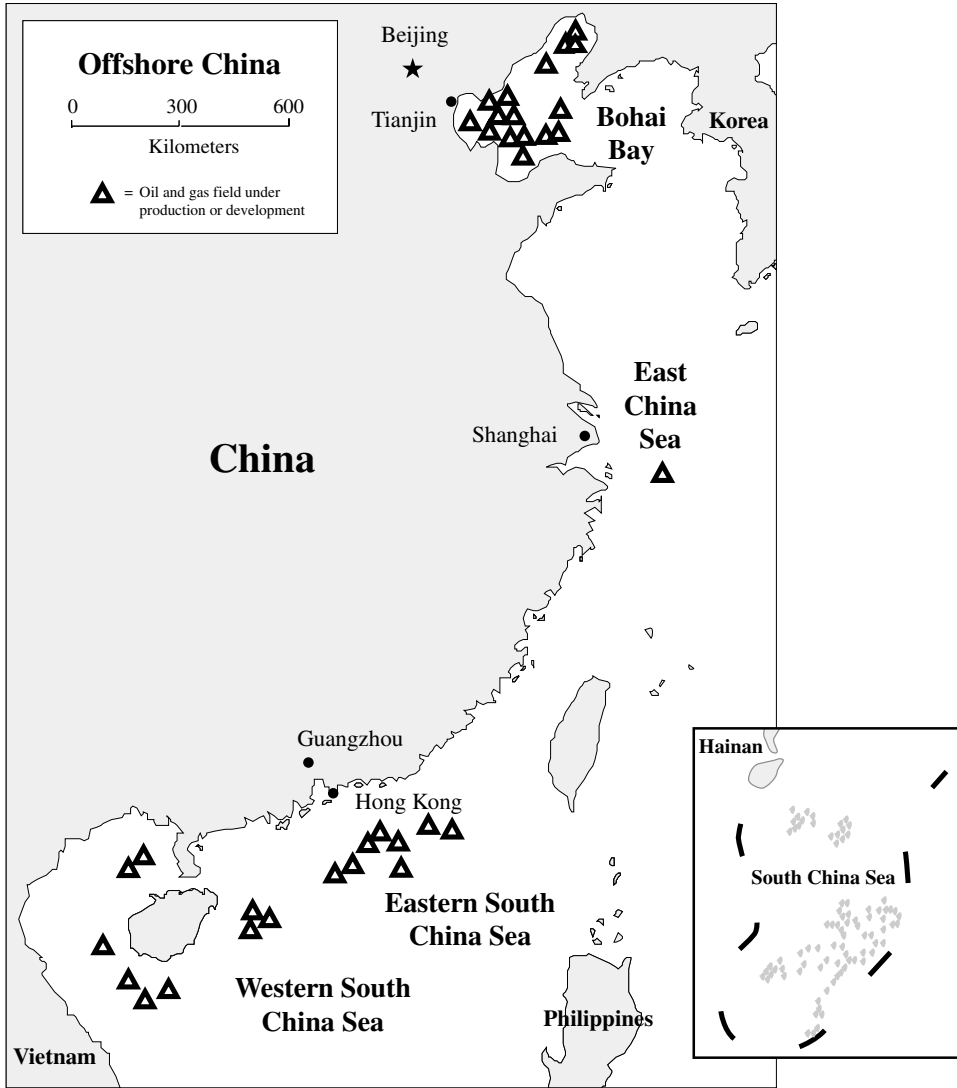 Offshore China
0 300 600
Kilometers
= Oil and gas field under
production or development
Beijing
Tianjin
Bohai
Bay
Korea
East
China
Sea
Shanghai
China
Guangzhou
Hong Kong
Eastern South
China Sea
Western South
China Sea
Vietnam
Philippines
Hainan
South China Sea